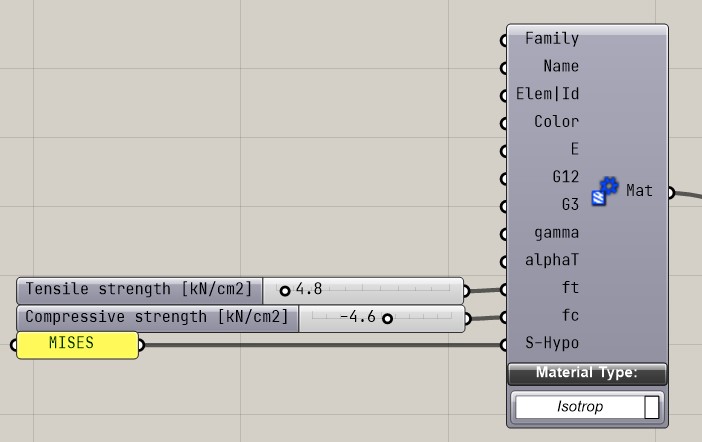 Family
Name
Elem|Id
Color
E
G12
G3
Mat
gamma
alphaT
Tensile strength [kN/cm2] 4.8 ft
Compressive strength [kN/cm2] -4.6 fc
MISES S-Hypo
Material Type:
Isotrop